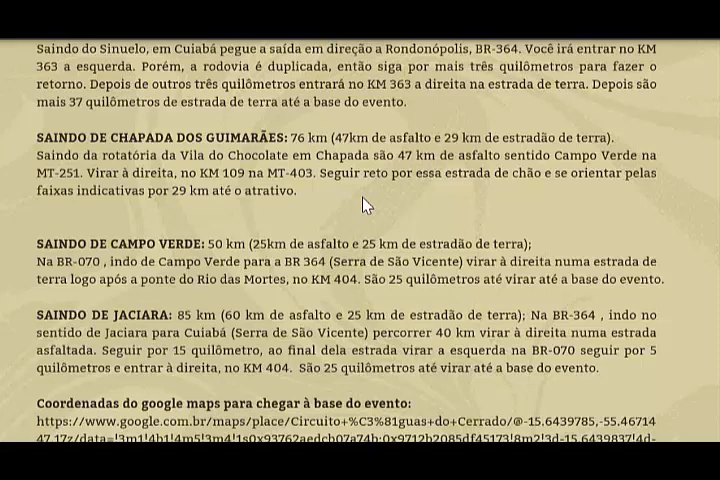 Saindo do Sinuelo, em Cuiabá pegue a saída em direção a Rondonópolis, BR-364. Você irá entrar no KM
363 a esquerda. Porém, a rodovia é duplicada, então siga por mais três quilômetros para fazer o
retorno. Depois de outros três quilômetros entrará no KM 363 a direita na estrada de terra. Depois são
mais 37 quilômetros de estrada de terra até a base do evento.
SAINDO DE CHAPADA DOS GUIMARÃES: 76 km (47km de asfalto e 29 km de estradão de terra).
Saindo da rotatória da Vila do Chocolate em Chapada são 47 km de asfalto sentido Campo Verde na
MT-251. Virar à direita, no KM 109 na MT-403. Seguir reto por essa estrada de chão e se orientar pelas
faixas indicativas por 29 km até o atrativo.
SAINDO DE CAMPO VERDE: 50 km (25km de asfalto e 25 km de estradão de terra);
Na BR-070 , indo de Campo Verde para a BR 364 (Serra de São Vicente) virar à direita numa estrada de
terra logo após a ponte do Rio das Mortes, no KM 404. São 25 quilômetros até virar até a base do evento.
SAINDO DE JACIARA: 85 km (60 km de asfalto e 25 km de estradão de terra); Na BR-364 , indo no
sentido de Jaciara para Cuiabá (Serra de São Vicente) percorrer 40 km virar à direita numa estrada
asfaltada. Seguir por 15 quilômetro, ao final dela estrada virar a esquerda na BR-070 seguir por 5
quilômetros e entrar à direita, no KM 404. São 25 quilômetros até virar até a base do evento.
Coordenadas do google maps para chegar à base do evento:
https://www.google.com.br/maps/place/Circuito+%C3%81guas+do+Cerrado/@-15.6439785,-55.46714
47,17z/data=!3m1!4b1!4m5!3m4!1s0x93762aedcb07a74b:0x9712b2085df45173!8m2!3d-15.6439837!4d-